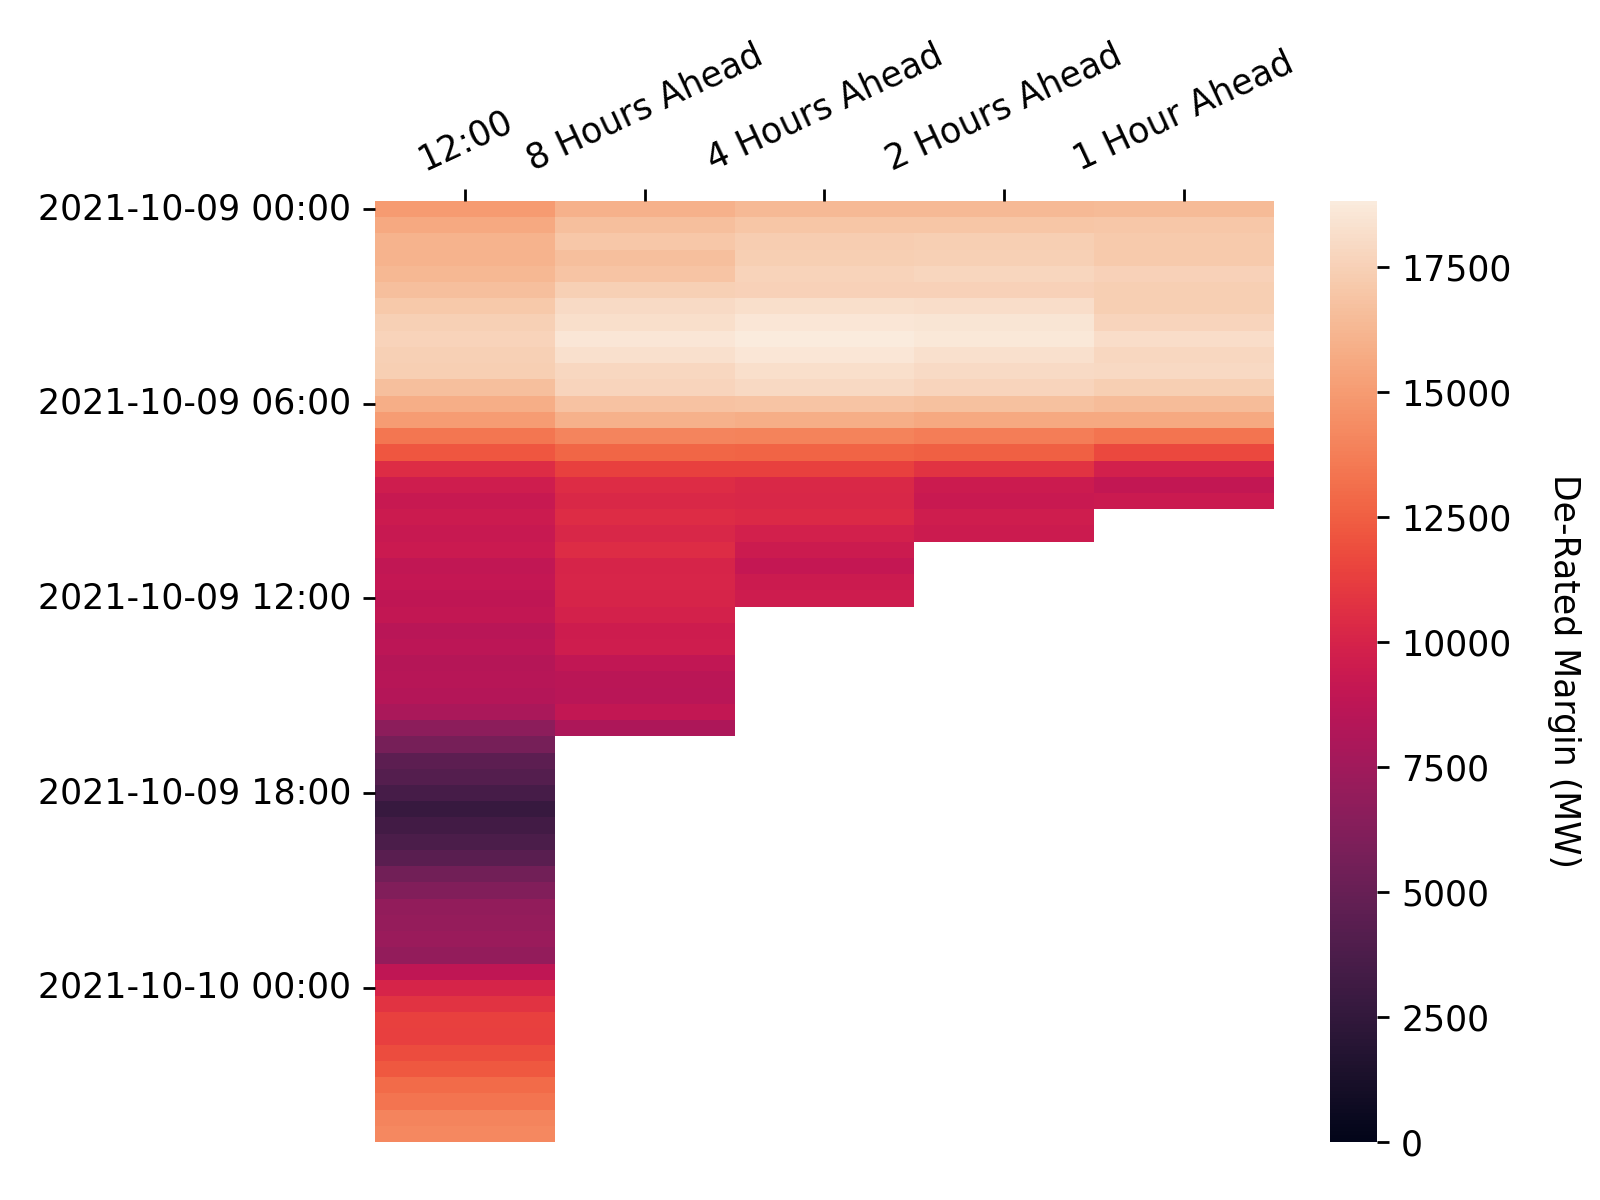 12:00
8 Hours Ahead
4 Hours Ahead
2 Hours Ahead
1 Hour Ahead
2021-10-09 00:00
2021-10-09 06:00
2021-10-09 12:00
2021-10-09 18:00
2021-10-10 00:00
17500
15000
12500
10000
7500
5000
2500
0
De-Rated Margin (MW)